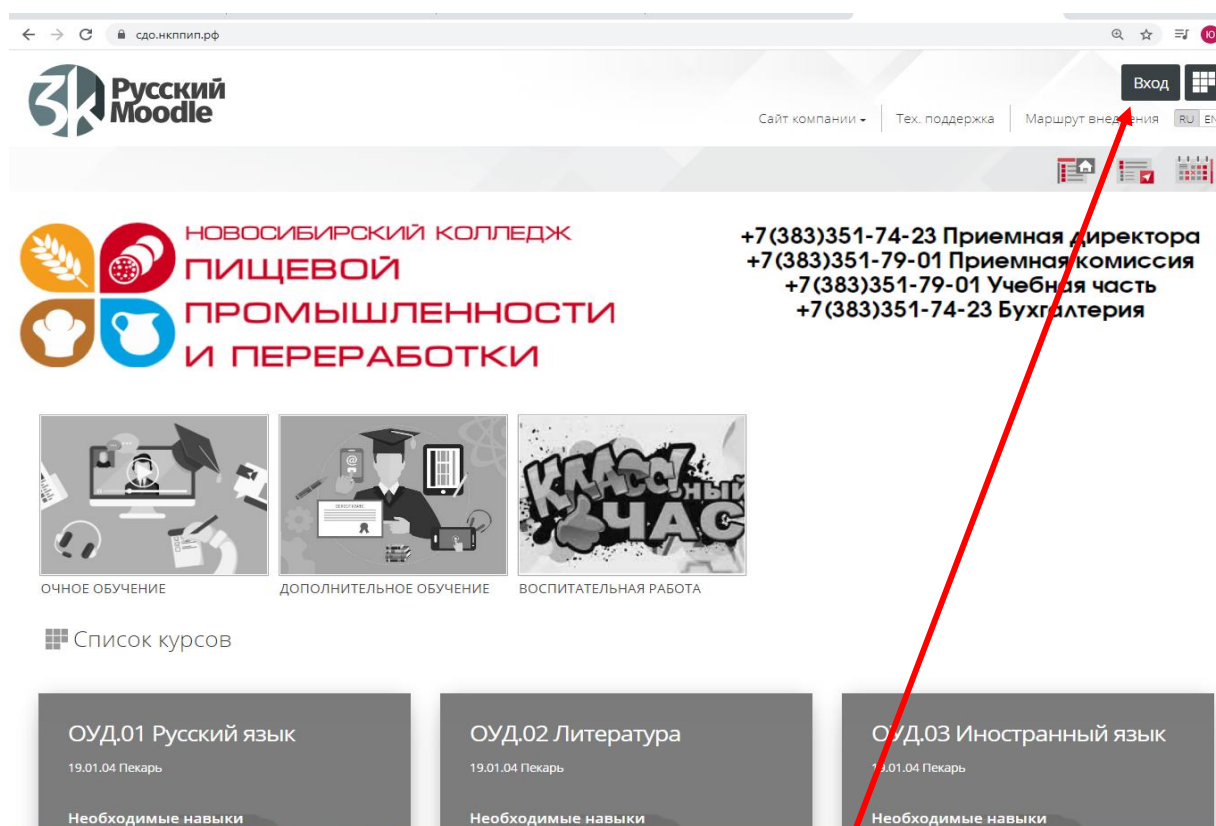 сдо.нкппип.рф
Ю
3k Русский
Moodle
Вход
Сайт компании
Тех. поддержка
Маршрут внедрения
RU EN
НОВОСИБИРСКИЙ КОЛЛЕДЖ
ПИЩЕВОЙ
ПРОМЫШЛЕННОСТИ
И ПЕРЕРАБОТКИ
+7(383)351-74-23 Приемная директора
+7(383)351-79-01 Приемная комиссия
+7(383)351-79-01 Учебная часть
+7(383)351-74-23 Бухгалтерия
КЛАССНЫЙ
ЧАС
ОЧНОЕ ОБУЧЕНИЕ
ДОПОЛНИТЕЛЬНОЕ ОБУЧЕНИЕ
ВОСПИТАТЕЛЬНАЯ РАБОТА
Список курсов
ОУД.01 Русский язык
19.01.04 Пекарь
Необходимые навыки
ОУД.02 Литература
19.01.04 Пекарь
Необходимые навыки
ОУД.03 Иностранный язык
19.01.04 Пекарь
Необходимые навыки